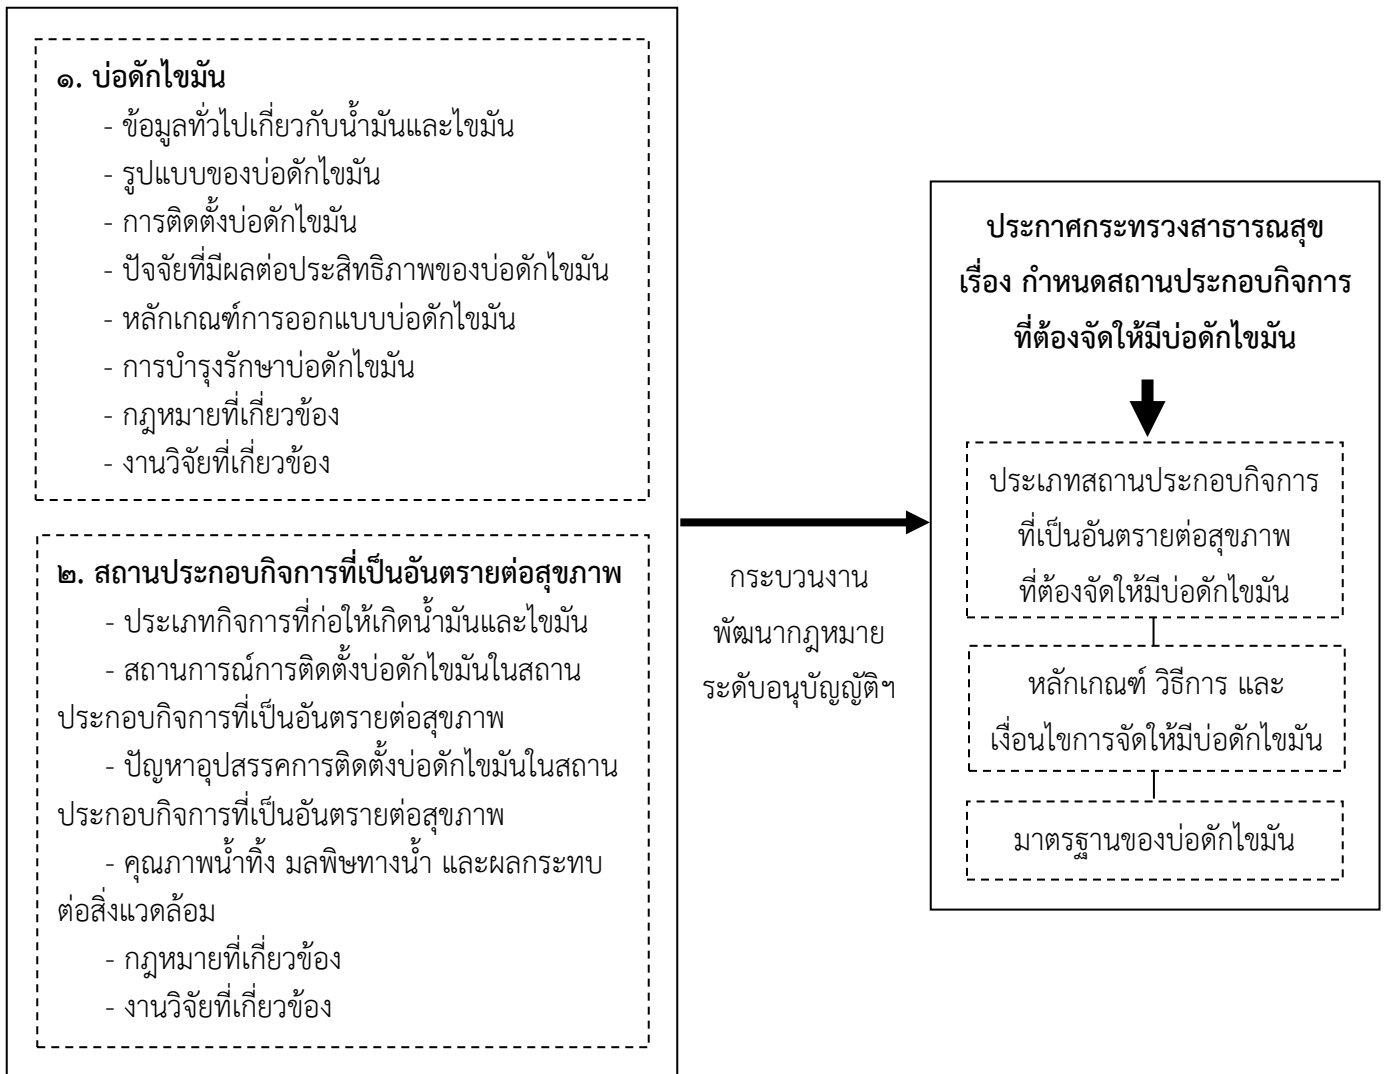 ๑. บ่อดักไขมัน
- ข้อมูลทั่วไปเกี่ยวกับน้ำมันและไขมัน
- รูปแบบของบ่อดักไขมัน
- การติดตั้งบ่อดักไขมัน
- ปัจจัยที่มีผลต่อประสิทธิภาพของบ่อดักไขมัน
- หลักเกณฑ์การออกแบบบ่อดักไขมัน
- การบำรุงรักษาบ่อดักไขมัน
- กฎหมายที่เกี่ยวข้อง
- งานวิจัยที่เกี่ยวข้อง
๒. สถานประกอบกิจการที่เป็นอันตรายต่อสุขภาพ
- ประเภทกิจการที่ก่อให้เกิดน้ำมันและไขมัน
- สถานการณ์การติดตั้งบ่อดักไขมันในสถาน
ประกอบกิจการที่เป็นอันตรายต่อสุขภาพ
- ปัญหาอุปสรรคการติดตั้งบ่อดักไขมันในสถาน
ประกอบกิจการที่เป็นอันตรายต่อสุขภาพ
- คุณภาพน้ำทิ้ง มลพิษทางน้ำ และผลกระทบ
ต่อสิ่งแวดล้อม
- กฎหมายที่เกี่ยวข้อง
- งานวิจัยที่เกี่ยวข้อง
กระบวนงาน
พัฒนากฎหมาย
ระดับอนุบัญญัติฯ
ประกาศกระทรวงสาธารณสุข
เรื่อง กำหนดสถานประกอบกิจการ
ที่ต้องจัดให้มีบ่อดักไขมัน
ประเภทสถานประกอบกิจการ
ที่เป็นอันตรายต่อสุขภาพ
ที่ต้องจัดให้มีบ่อดักไขมัน
หลักเกณฑ์ วิธีการ และ
เงื่อนไขการจัดให้มีบ่อดักไขมัน
มาตรฐานของบ่อดักไขมัน